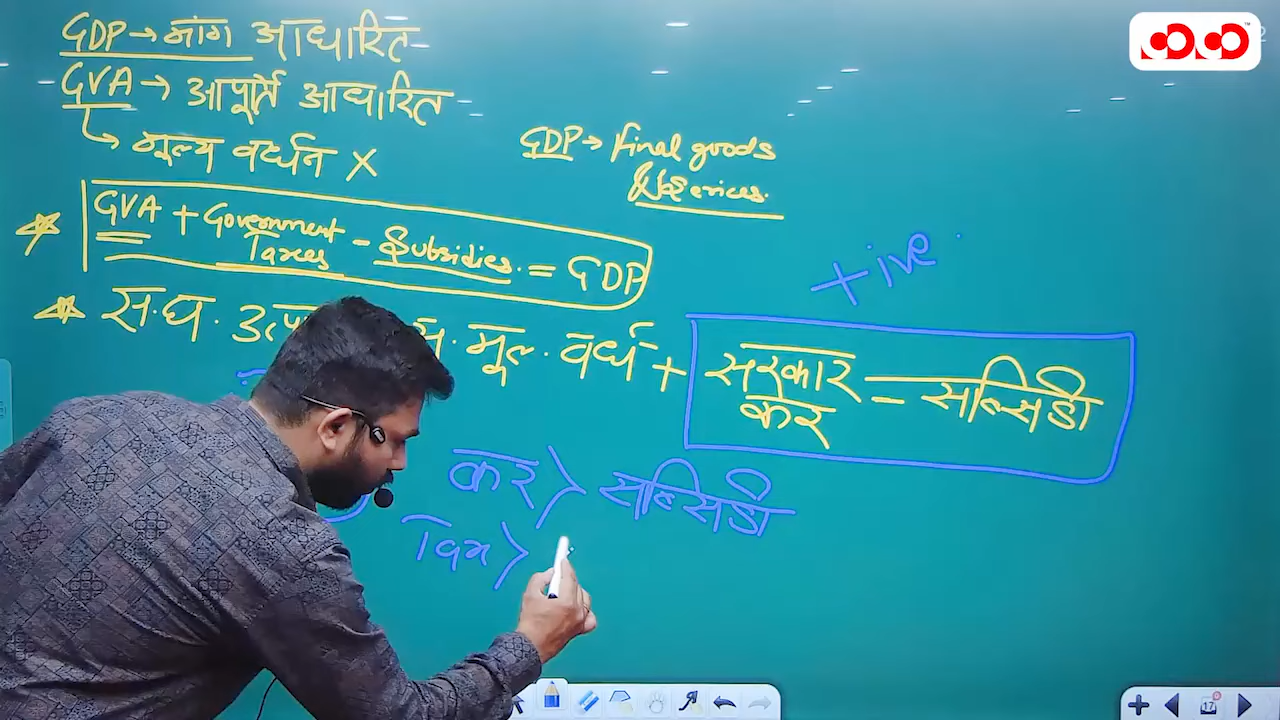 GDP → मांग आधारित
GVA → आपूर्ति आधारित
↳ मूल्य वर्धन X
GDP → Final goods
& Services.
GVA + Government Taxes - Subsidies. = GDP
स.घ. मूल्. वर्ध + सरकार कर - सब्सिडी
+ive
कर > सब्सिडी
Tax >
17